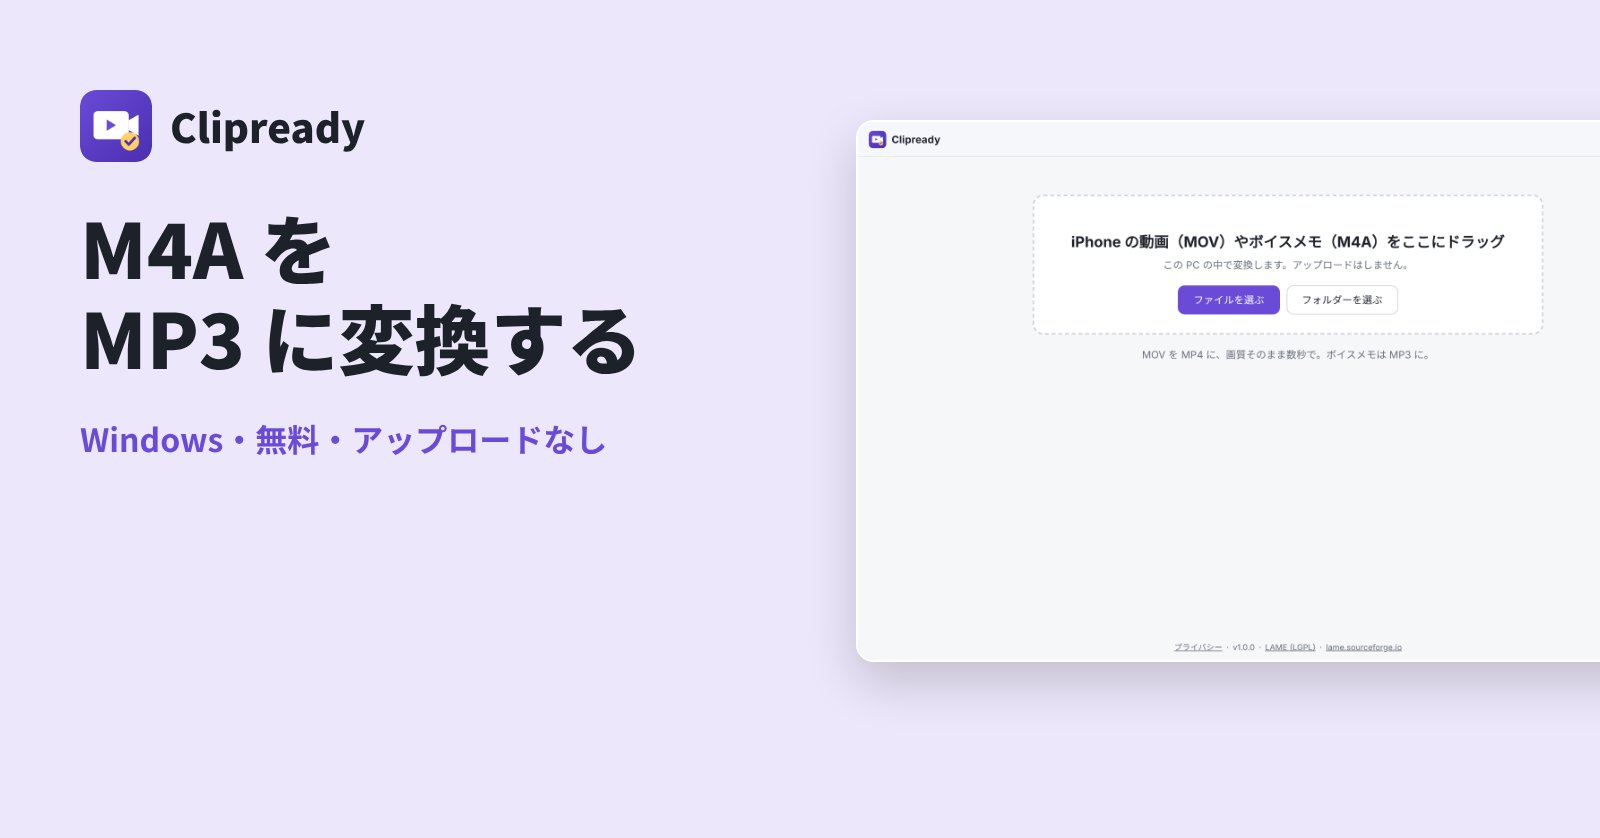 Clipready
M4A を
MP3 に変換する
Windows・無料・アップロードなし
Clipready
iPhone の動画（MOV）やボイスメモ（M4A）をここにドラッグ
この PC の中で変換します。アップロードはしません。
ファイルを選ぶ フォルダーを選ぶ
MOV を MP4 に、画質そのまま数秒で。ボイスメモは MP3 に。
プライバシー · v1.0.0 · LAME (LGPL) · lame.sourceforge.io